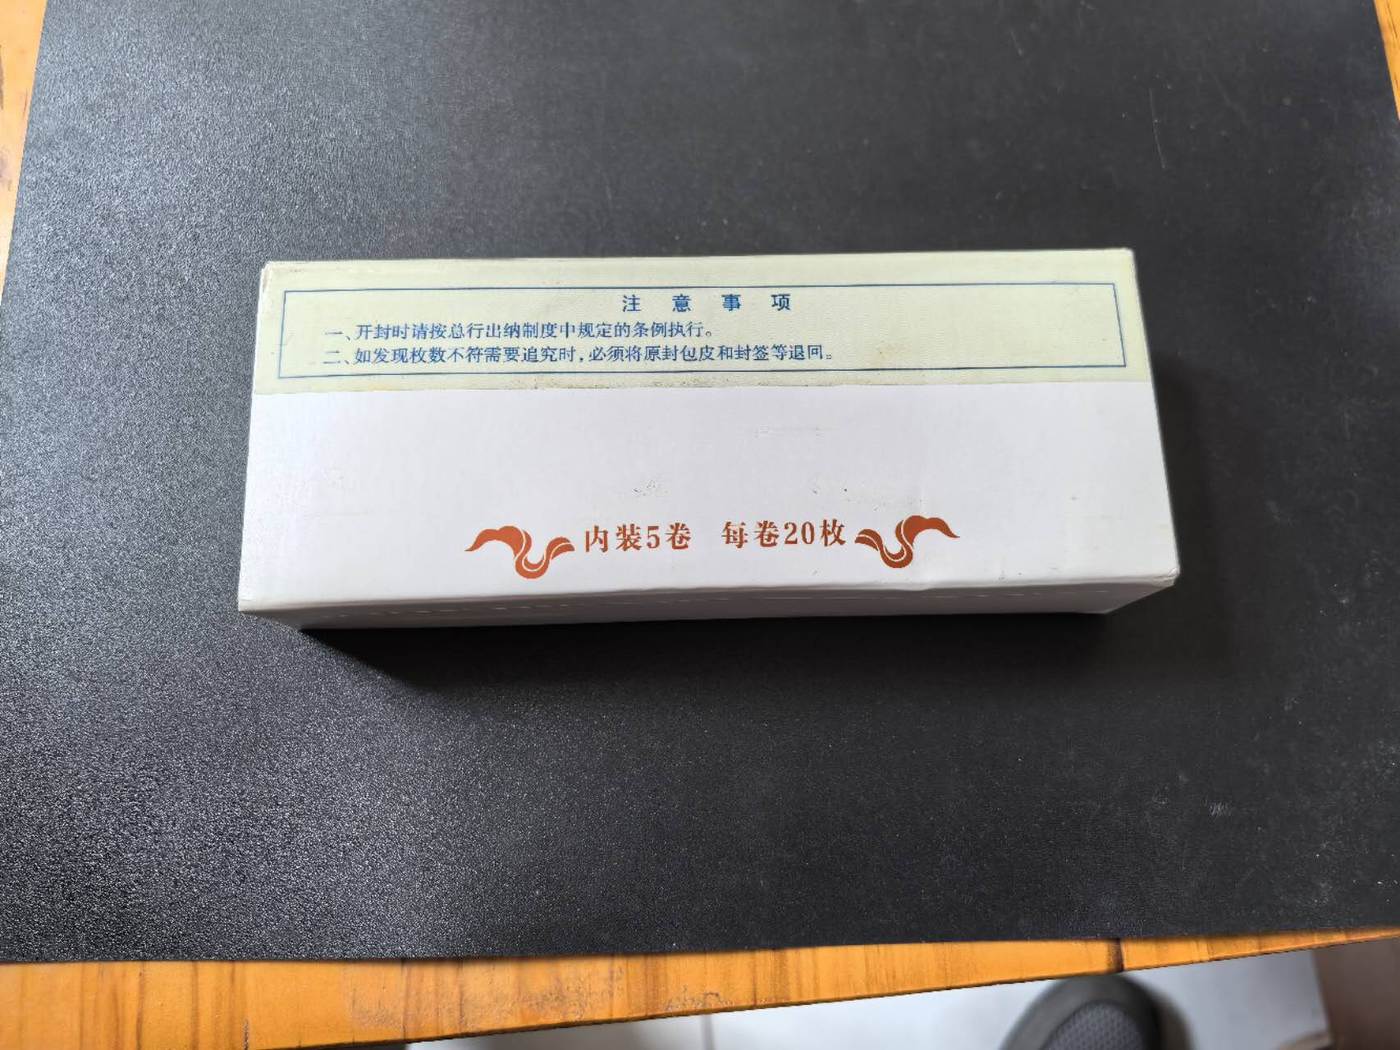 注意事项
一、开封时请按总行出纳制度中规定的条例执行。
二、如发现枚数不符需要追究时,必须将原封包皮和封签等退回。
内装5卷 每卷20枚